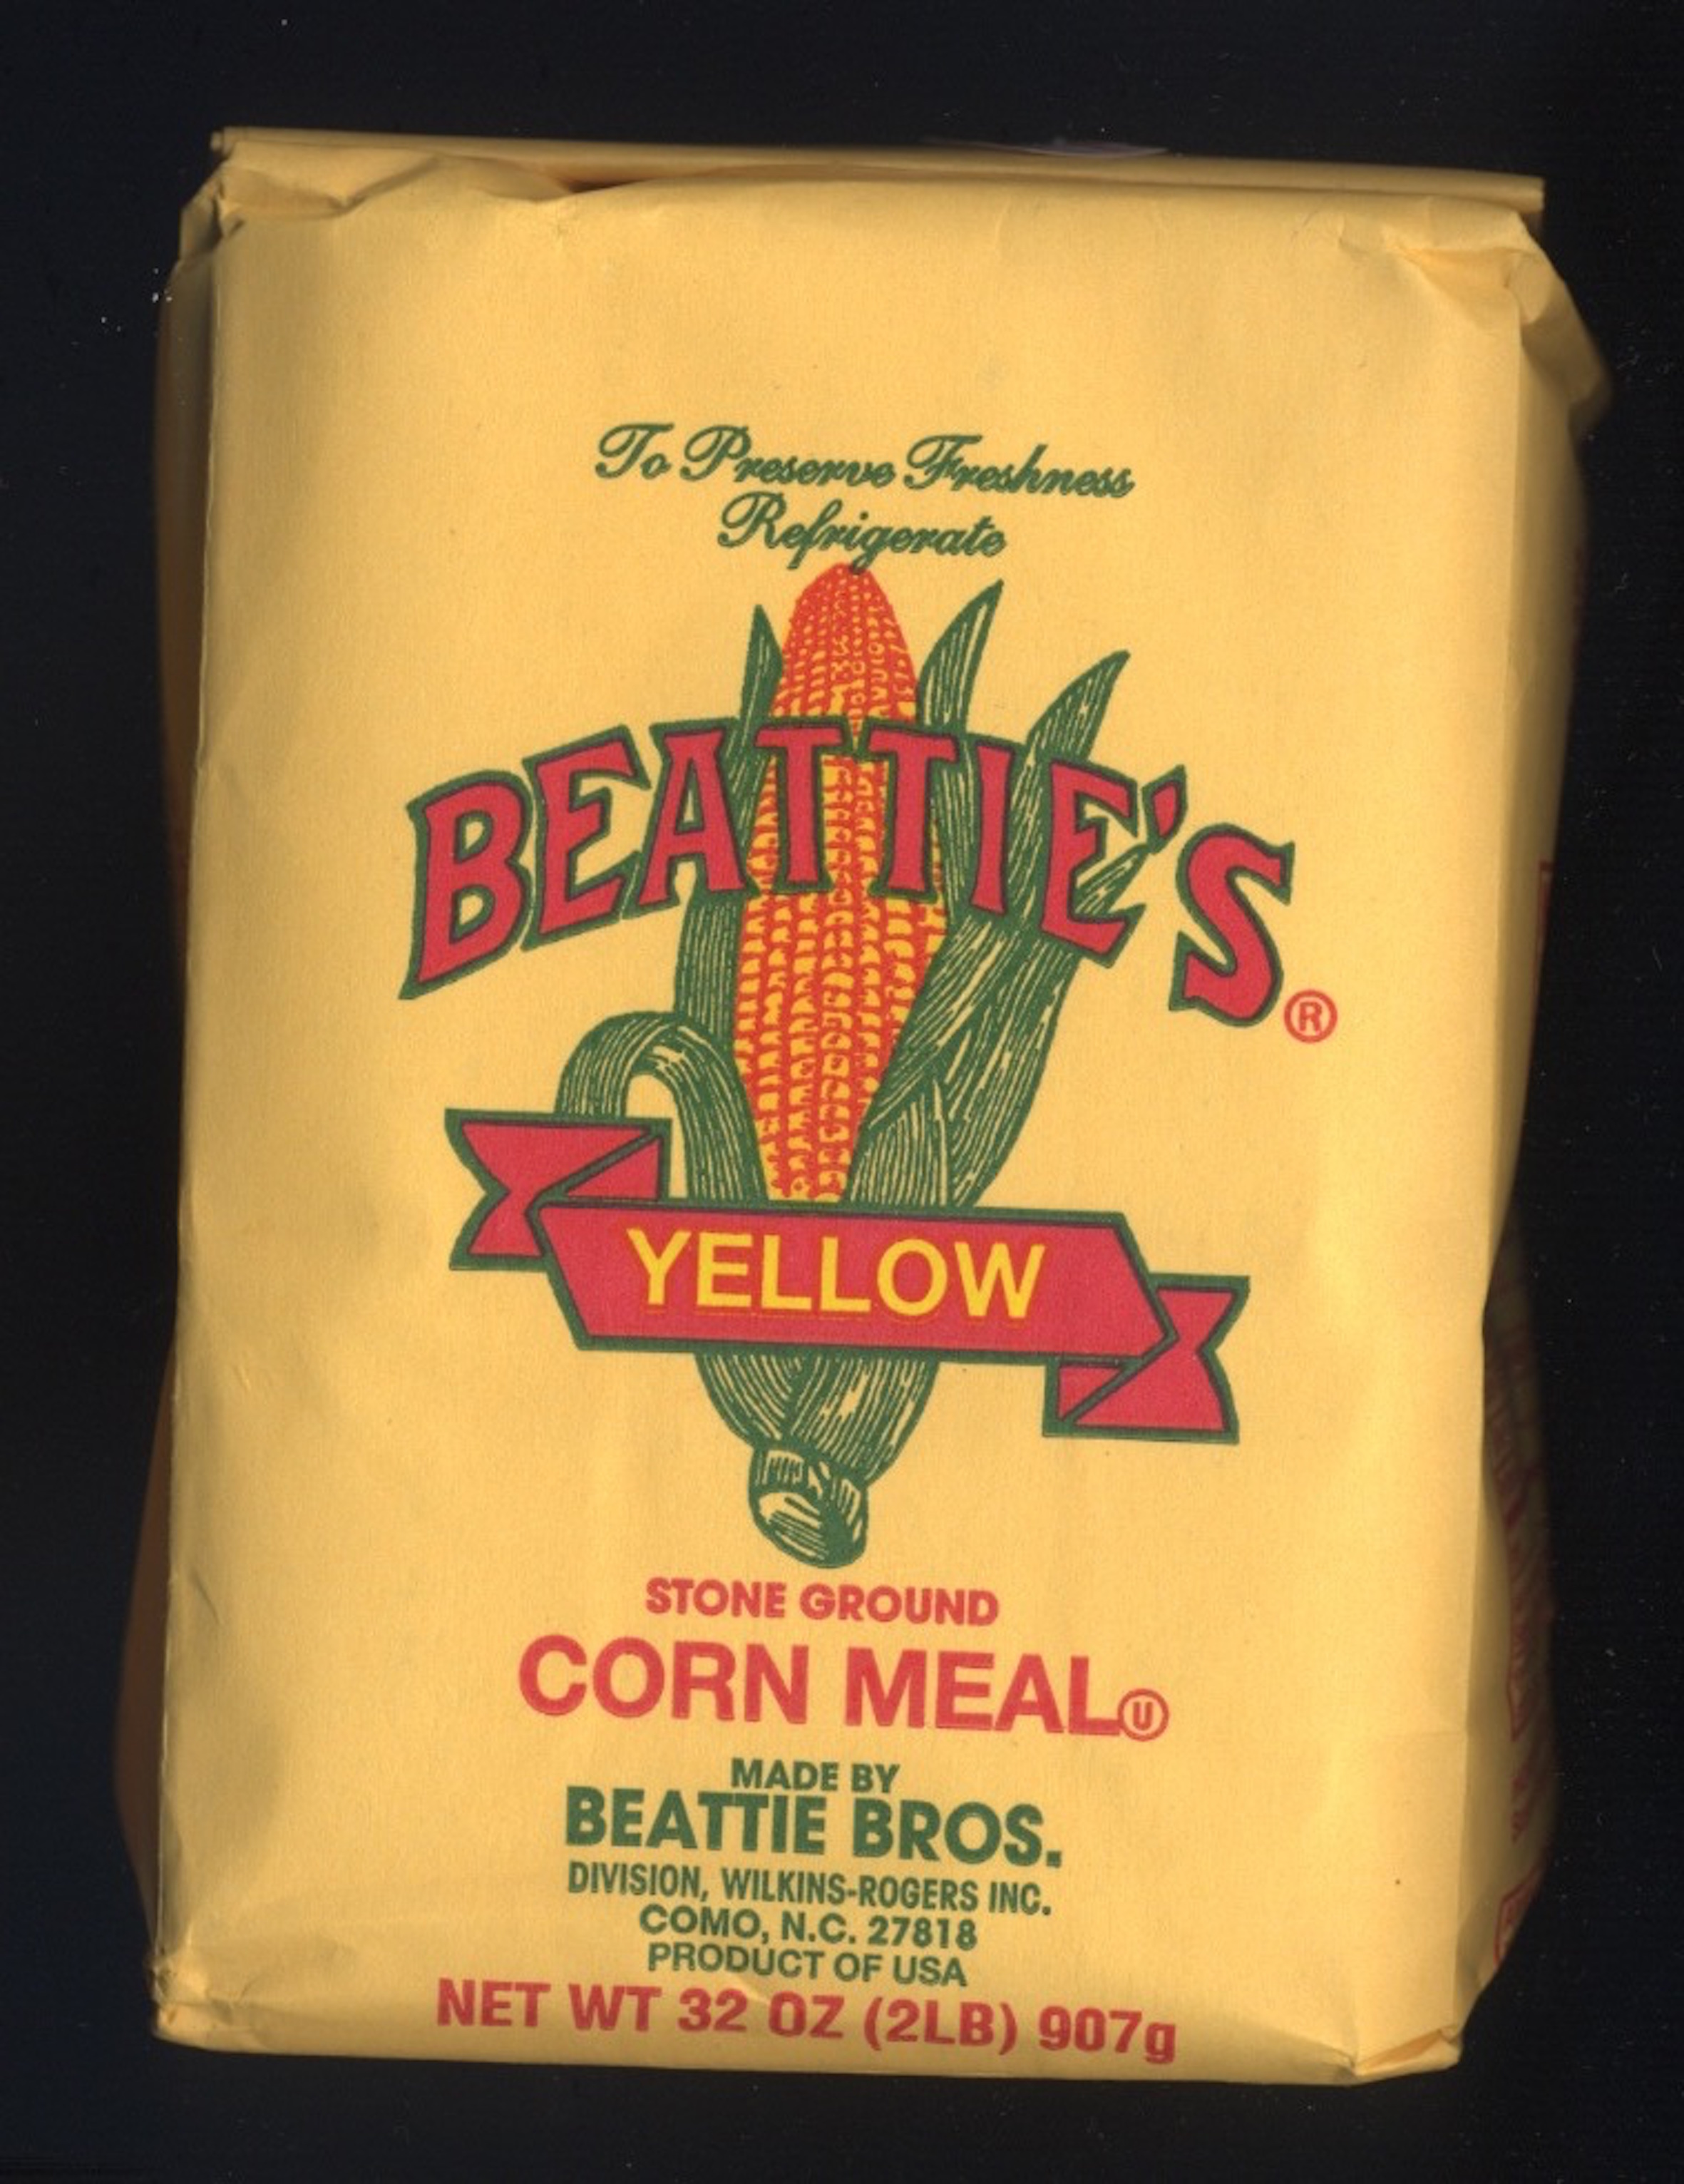 To Preserve Freshness
Refrigerate
BEATTIE'S®
YELLOW
STONE GROUND
CORN MEALⓊ
MADE BY
BEATTIE BROS.
DIVISION, WILKINS-ROGERS INC.
COMO, N.C. 27818
PRODUCT OF USA
NET WT 32 OZ (2LB) 907g